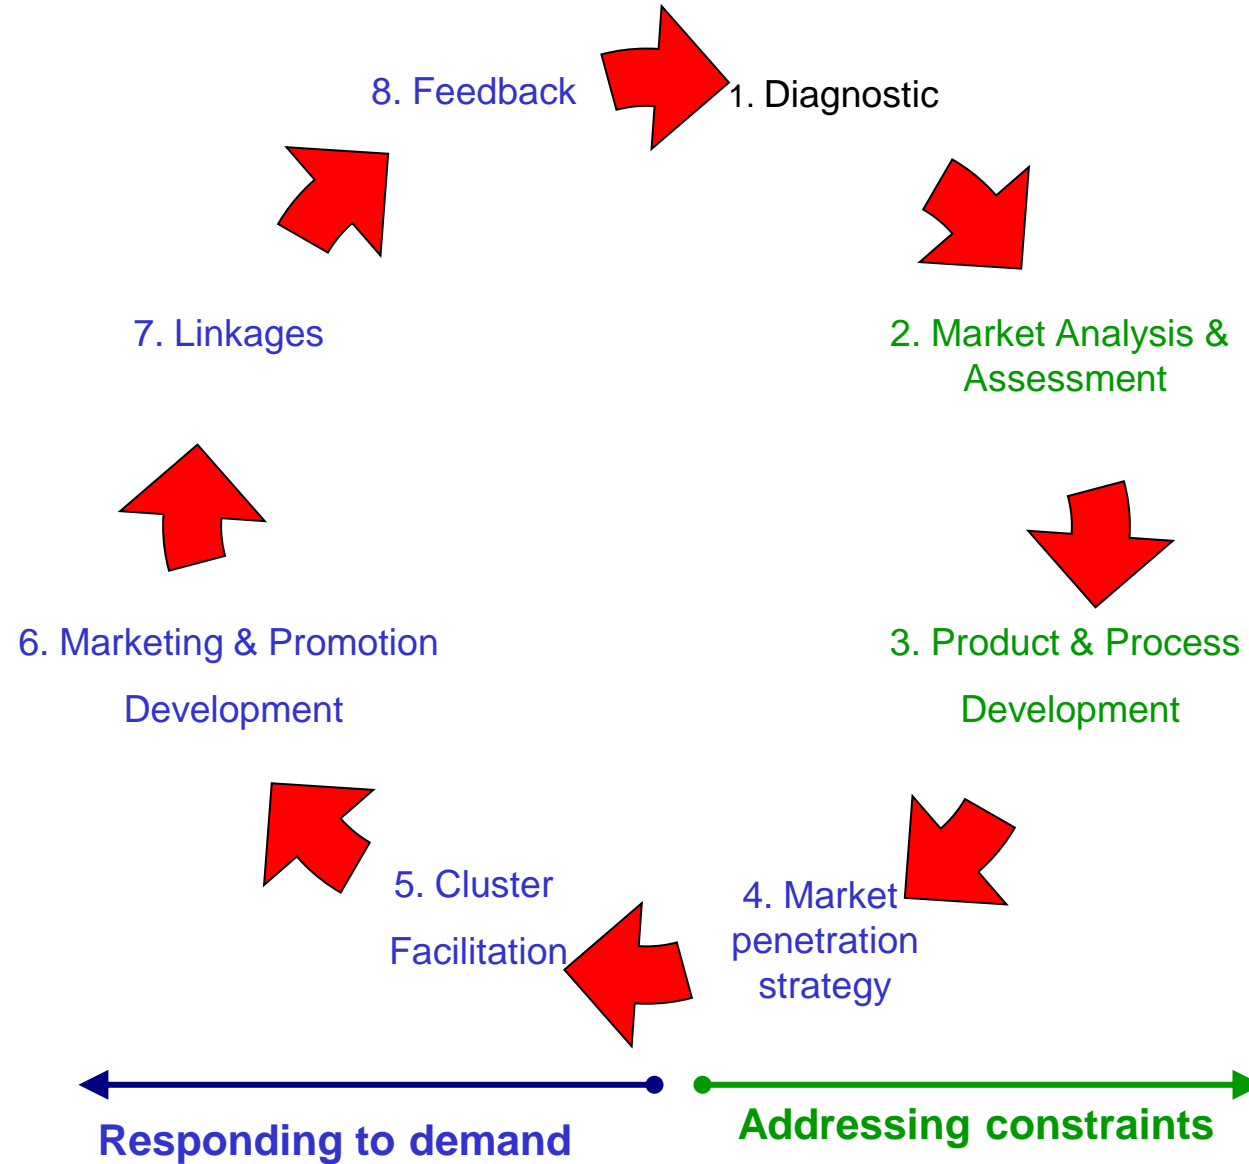 8. Feedback
1. Diagnostic
7. Linkages
2. Market Analysis &
Assessment
6. Marketing & Promotion
Development
3. Product & Process
Development
5. Cluster
Facilitation
4. Market
penetration
strategy
Responding to demand
Addressing constraints